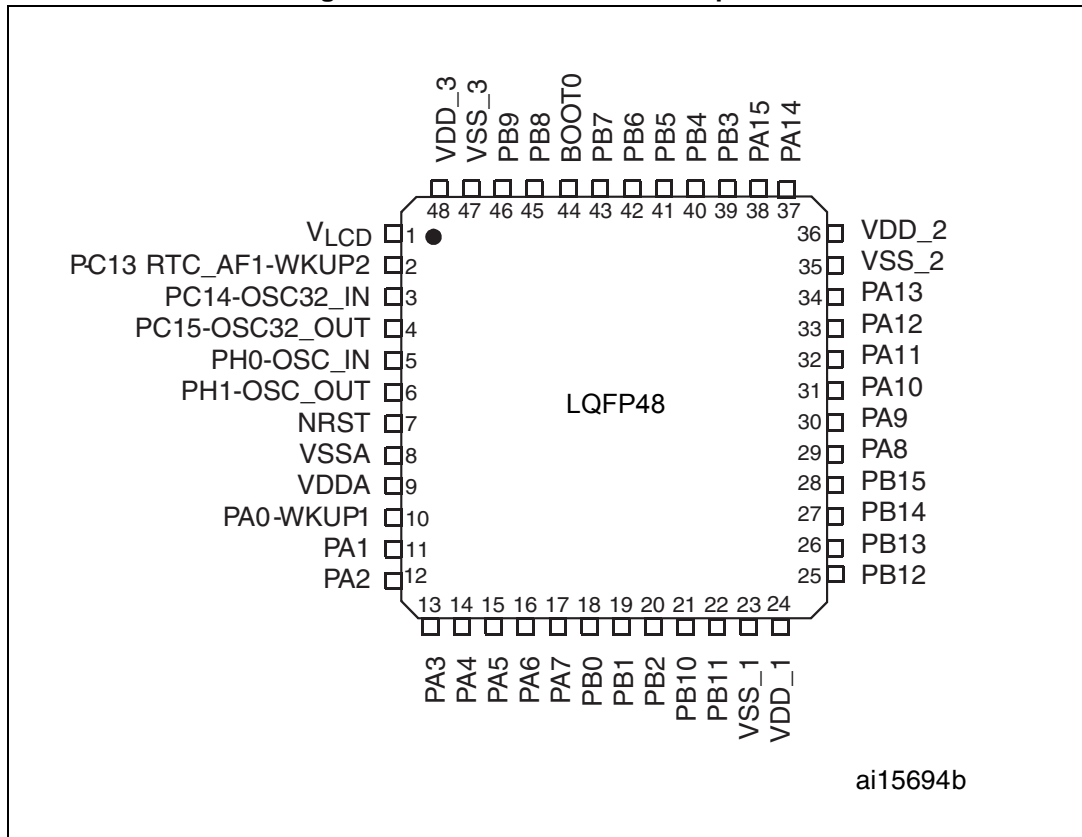 VDD_3
VSS_3
PB9
PB8
BOOT0
PB7
PB6
PB5
PB4
PB3
PA15
PA14
48 47 46 45 44 43 42 41 40 39 38 37
VLCD 1
PC13 RTC_AF1-WKUP2 2
PC14-OSC32_IN 3
PC15-OSC32_OUT 4
PH0-OSC_IN 5
PH1-OSC_OUT 6
NRST 7
VSSA 8
VDDA 9
PA0-WKUP1 10
PA1 11
PA2 12
LQFP48
36 VDD_2
35 VSS_2
34 PA13
33 PA12
32 PA11
31 PA10
30 PA9
29 PA8
28 PB15
27 PB14
26 PB13
25 PB12
13 14 15 16 17 18 19 20 21 22 23 24
PA3
PA4
PA5
PA6
PA7
PB0
PB1
PB2
PB10
PB11
VSS_1
VDD_1
ai15694b